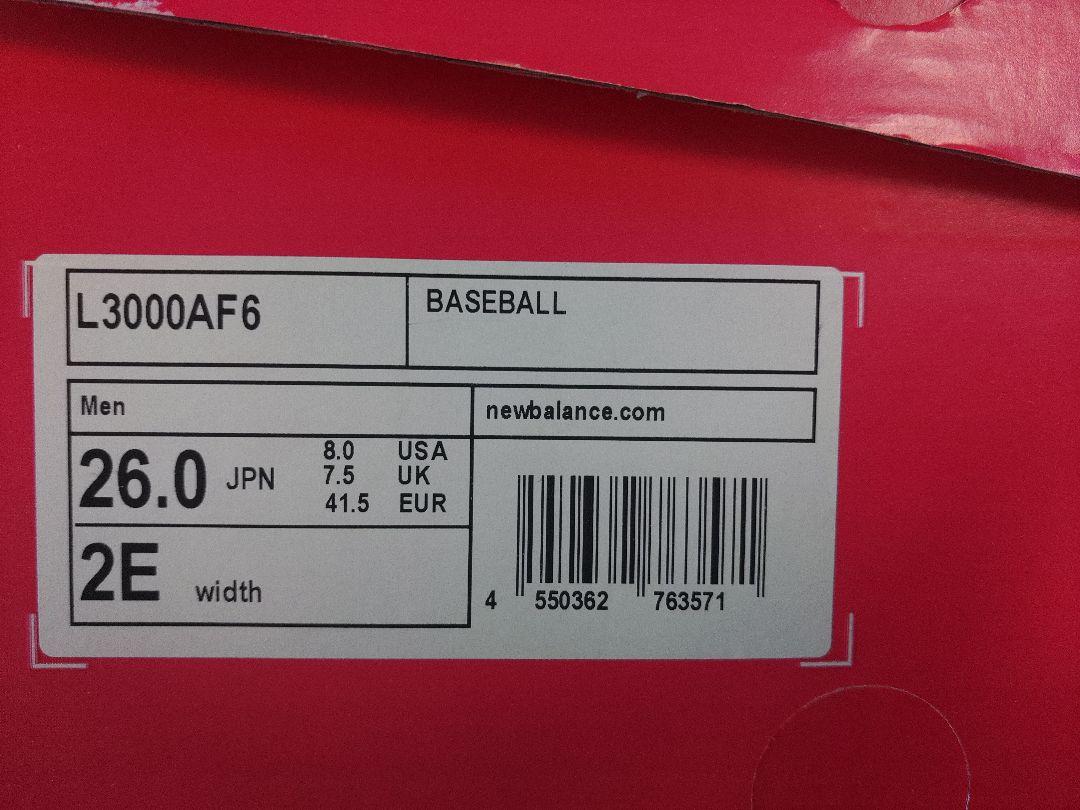 L3000AF6
BASEBALL
Men
newbalance.com
26.0 JPN
8.0 USA
7.5 UK
41.5 EUR
2E width
4 550362 763571